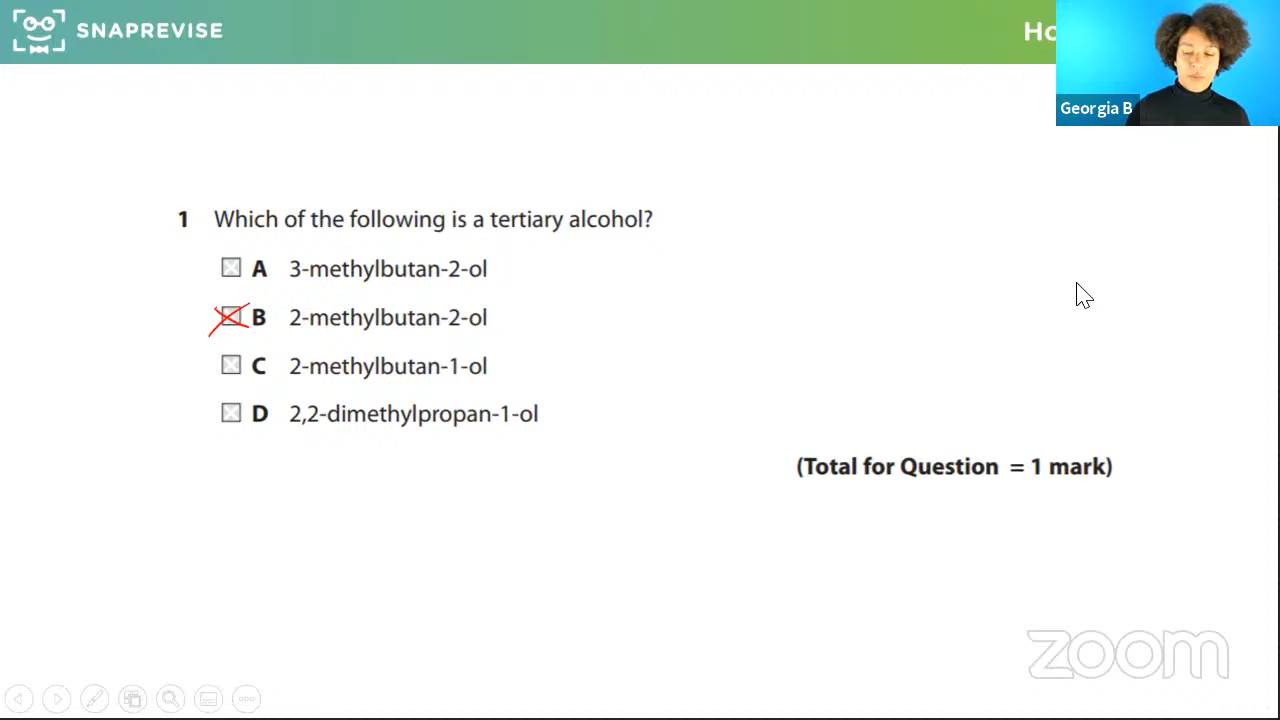 SNAPREVISE
Georgia B
1 Which of the following is a tertiary alcohol?
A 3-methylbutan-2-ol
B 2-methylbutan-2-ol
C 2-methylbutan-1-ol
D 2,2-dimethylpropan-1-ol
(Total for Question = 1 mark)
zoom